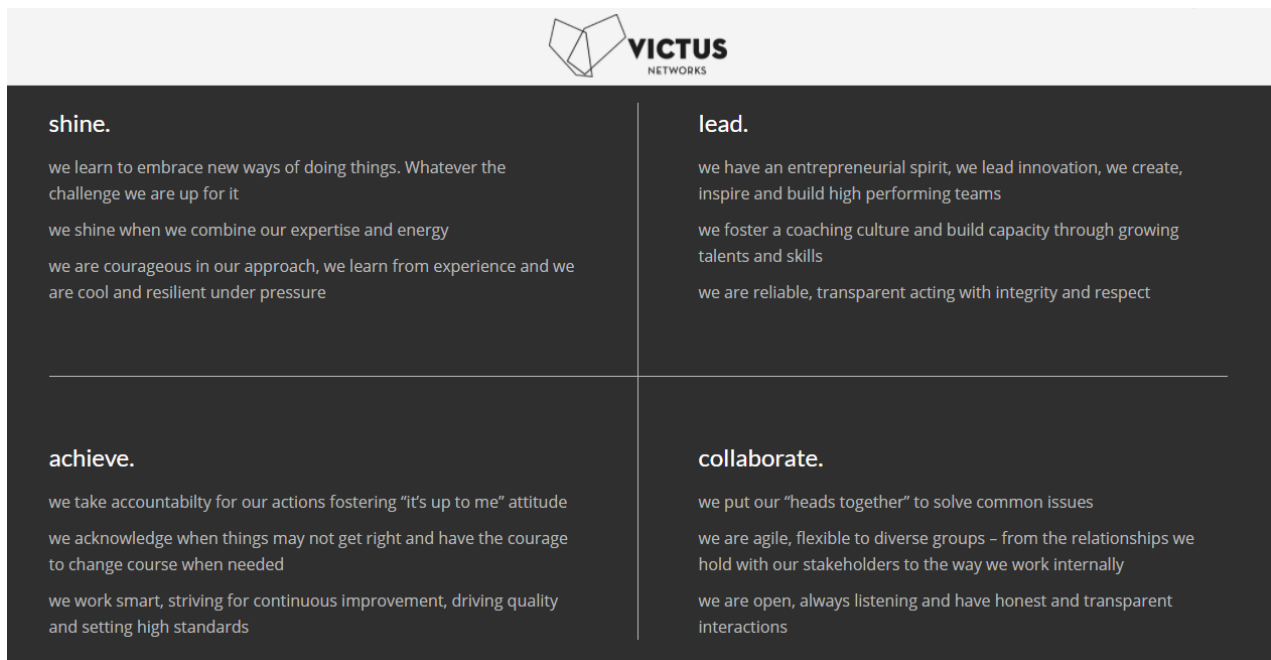 VICTUS
NETWORKS
shine.
we learn to embrace new ways of doing things. Whatever the
challenge we are up for it
we shine when we combine our expertise and energy
we are courageous in our approach, we learn from experience and we
are cool and resilient under pressure
lead.
we have an entrepreneurial spirit, we lead innovation, we create,
inspire and build high performing teams
we foster a coaching culture and build capacity through growing
talents and skills
we are reliable, transparent acting with integrity and respect
achieve.
we take accountabilty for our actions fostering “it’s up to me” attitude
we acknowledge when things may not get right and have the courage
to change course when needed
we work smart, striving for continuous improvement, driving quality
and setting high standards
collaborate.
we put our “heads together” to solve common issues
we are agile, flexible to diverse groups – from the relationships we
hold with our stakeholders to the way we work internally
we are open, always listening and have honest and transparent
interactions